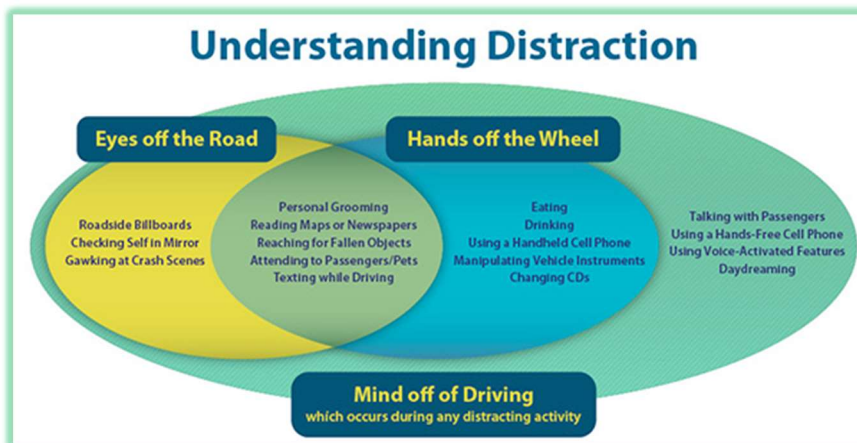 Understanding Distraction
Eyes off the Road
Hands off the Wheel
Roadside Billboards
Checking Self in Mirror
Gawking at Crash Scenes
Personal Grooming
Reading Maps or Newspapers
Reaching for Fallen Objects
Attending to Passengers/Pets
Texting while Driving
Eating
Drinking
Using a Handheld Cell Phone
Manipulating Vehicle Instruments
Changing CDs
Talking with Passengers
Using a Hands-Free Cell Phone
Using Voice-Activated Features
Daydreaming
Mind off of Driving
which occurs during any distracting activity